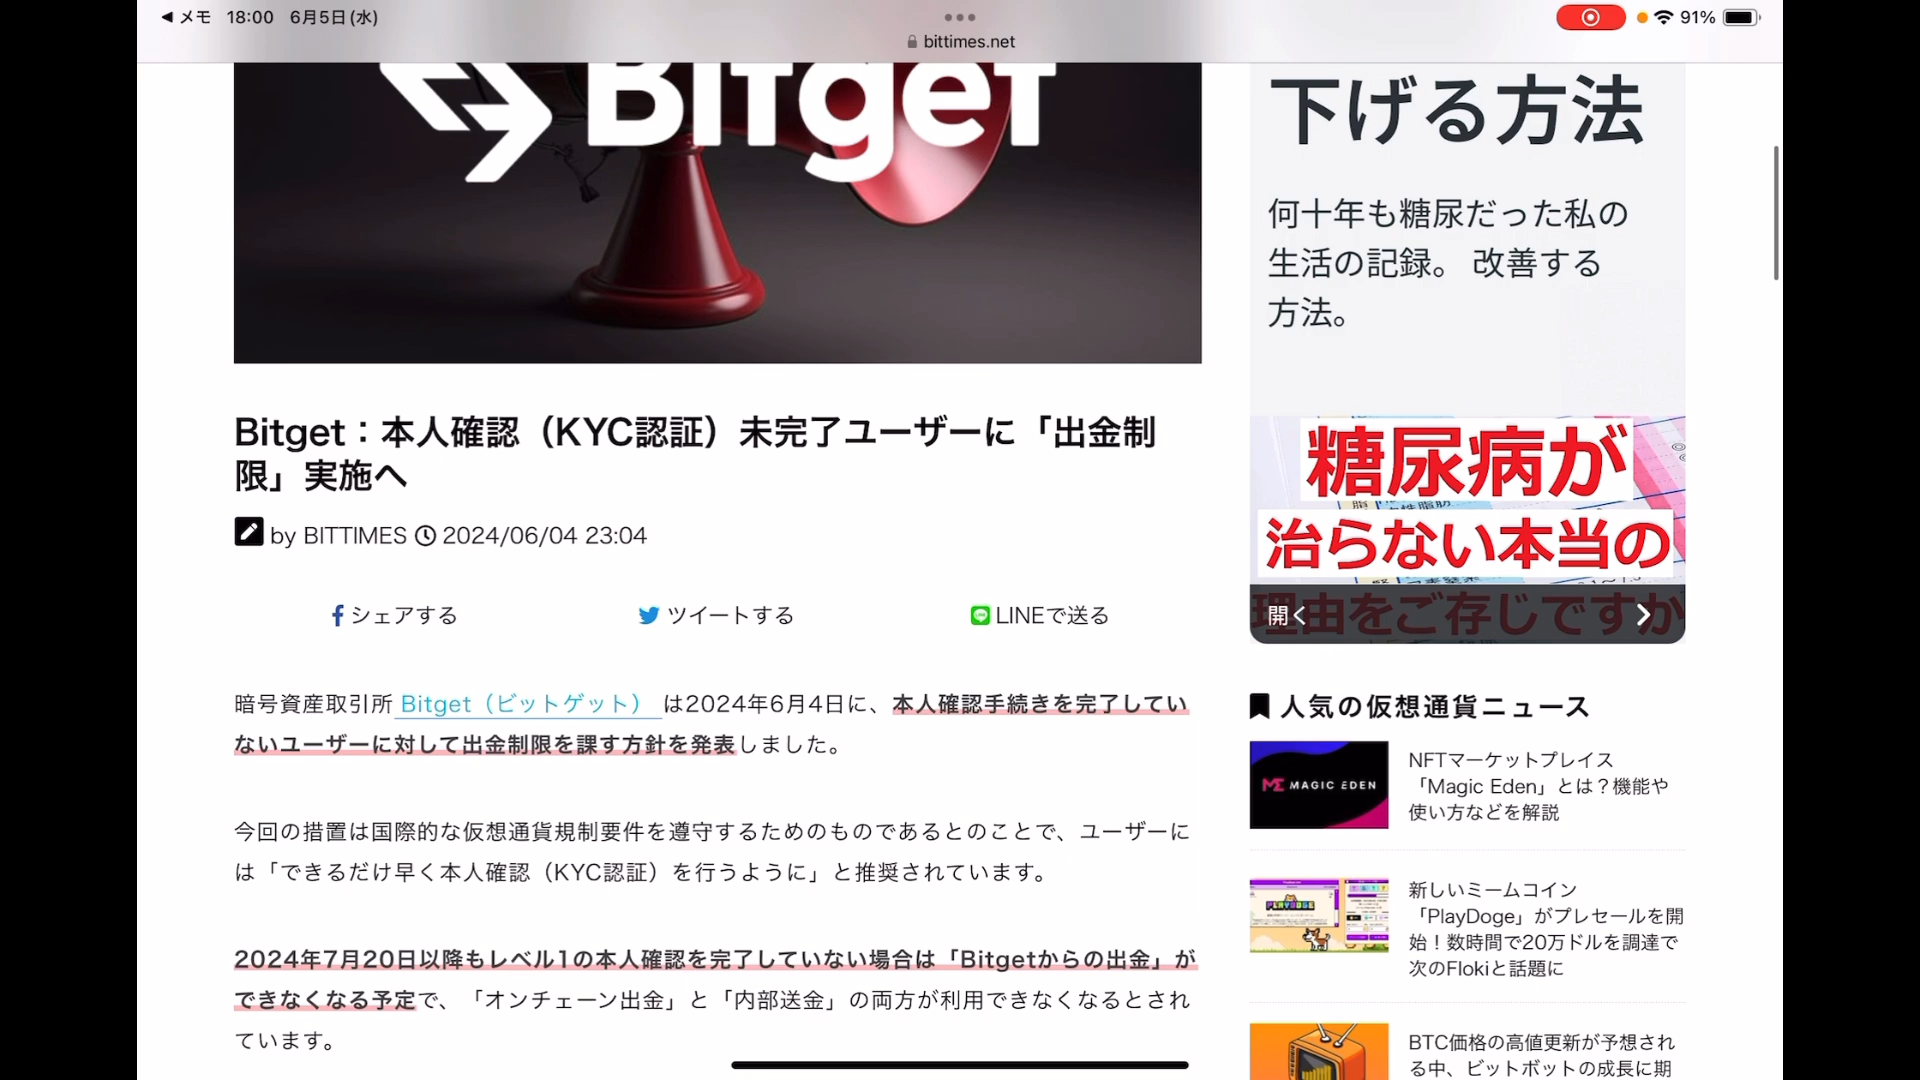 メモ 18:00 6月5日(水)
91%
bittimes.net
Bitget
Bitget：本人確認（KYC認証）未完了ユーザーに「出金制
限」実施へ
by BITTIMES 2024/06/04 23:04
シェアする
ツイートする
LINEで送る
暗号資産取引所 Bitget（ビットゲット） は2024年6月4日に、本人確認手続きを完了してい
ないユーザーに対して出金制限を課す方針を発表しました。
今回の措置は国際的な仮想通貨規制要件を遵守するためのものであるとのことで、ユーザーに
は「できるだけ早く本人確認（KYC認証）を行うように」と推奨されています。
2024年7月20日以降もレベル1の本人確認を完了していない場合は「Bitgetからの出金」が
できなくなる予定で、「オンチェーン出金」と「内部送金」の両方が利用できなくなるとされ
ています。
下げる方法
何十年も糖尿だった私の
生活の記録。 改善する
方法。
糖尿病が
治らない本当の
理由をご存じですか
開く
人気の仮想通貨ニュース
MAGIC EDEN
NFTマーケットプレイス
「Magic Eden」とは？機能や
使い方などを解説
PLAYDOGE
新しいミームコイン
「PlayDoge」がプレセールを開
始！数時間で20万ドルを調達で
次のFlokiと話題に
BTC価格の高値更新が予想され
る中、ビットボットの成長に期